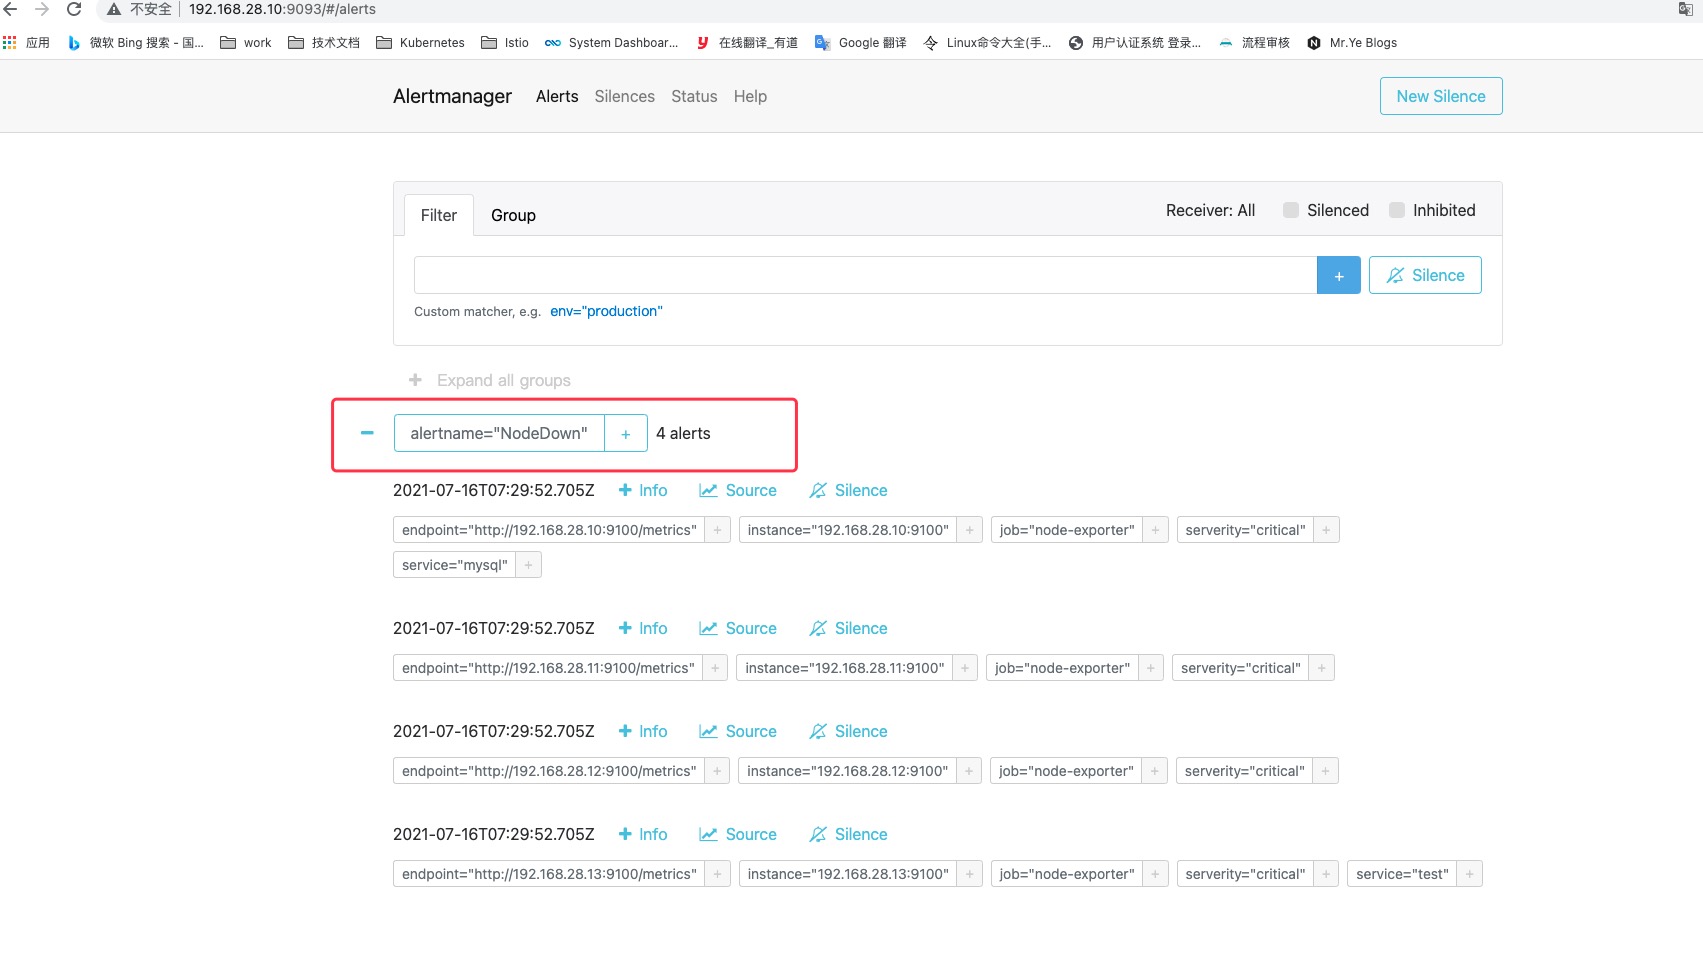 不安全 192.168.28.10:9093/#/alerts
应用 微软 Bing 搜索 - 国... work 技术文档 Kubernetes Istio System Dashboar... 在线翻译_有道 Google 翻译 Linux命令大全(手... 用户认证系统 登录... 流程审核 Mr.Ye Blogs
Alertmanager Alerts Silences Status Help New Silence
Filter Group Receiver: All Silenced Inhibited
+ Silence
Custom matcher, e.g. env="production"
+ Expand all groups
− alertname="NodeDown" + 4 alerts
2021-07-16T07:29:52.705Z + Info Source Silence
endpoint="http://192.168.28.10:9100/metrics" + instance="192.168.28.10:9100" + job="node-exporter" + serverity="critical" +
service="mysql" +
2021-07-16T07:29:52.705Z + Info Source Silence
endpoint="http://192.168.28.11:9100/metrics" + instance="192.168.28.11:9100" + job="node-exporter" + serverity="critical" +
2021-07-16T07:29:52.705Z + Info Source Silence
endpoint="http://192.168.28.12:9100/metrics" + instance="192.168.28.12:9100" + job="node-exporter" + serverity="critical" +
2021-07-16T07:29:52.705Z + Info Source Silence
endpoint="http://192.168.28.13:9100/metrics" + instance="192.168.28.13:9100" + job="node-exporter" + serverity="critical" + service="test" +